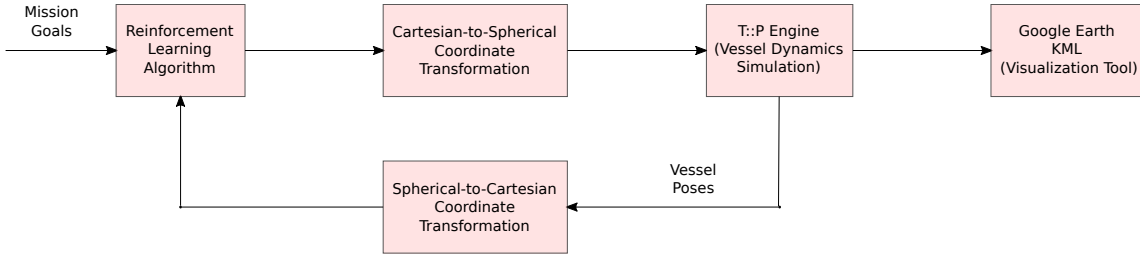 Mission
Goals
Reinforcement
Learning
Algorithm
Cartesian-to-Spherical
Coordinate
Transformation
T::P Engine
(Vessel Dynamics
Simulation)
Google Earth
KML
(Visualization Tool)
Spherical-to-Cartesian
Coordinate
Transformation
Vessel
Poses